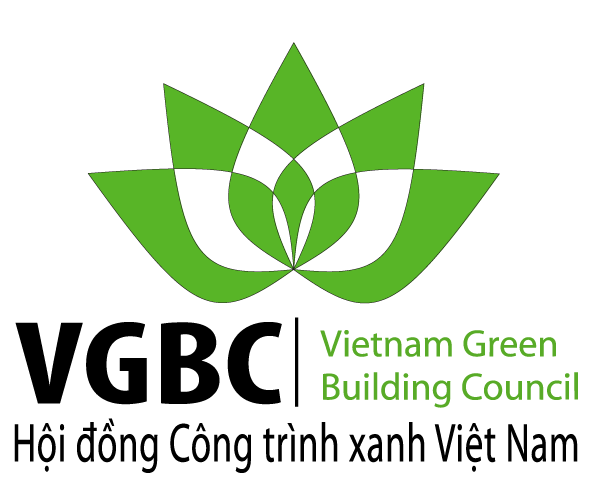 VGBC
Vietnam Green
Building Council
Hội đồng Công trình xanh Việt Nam